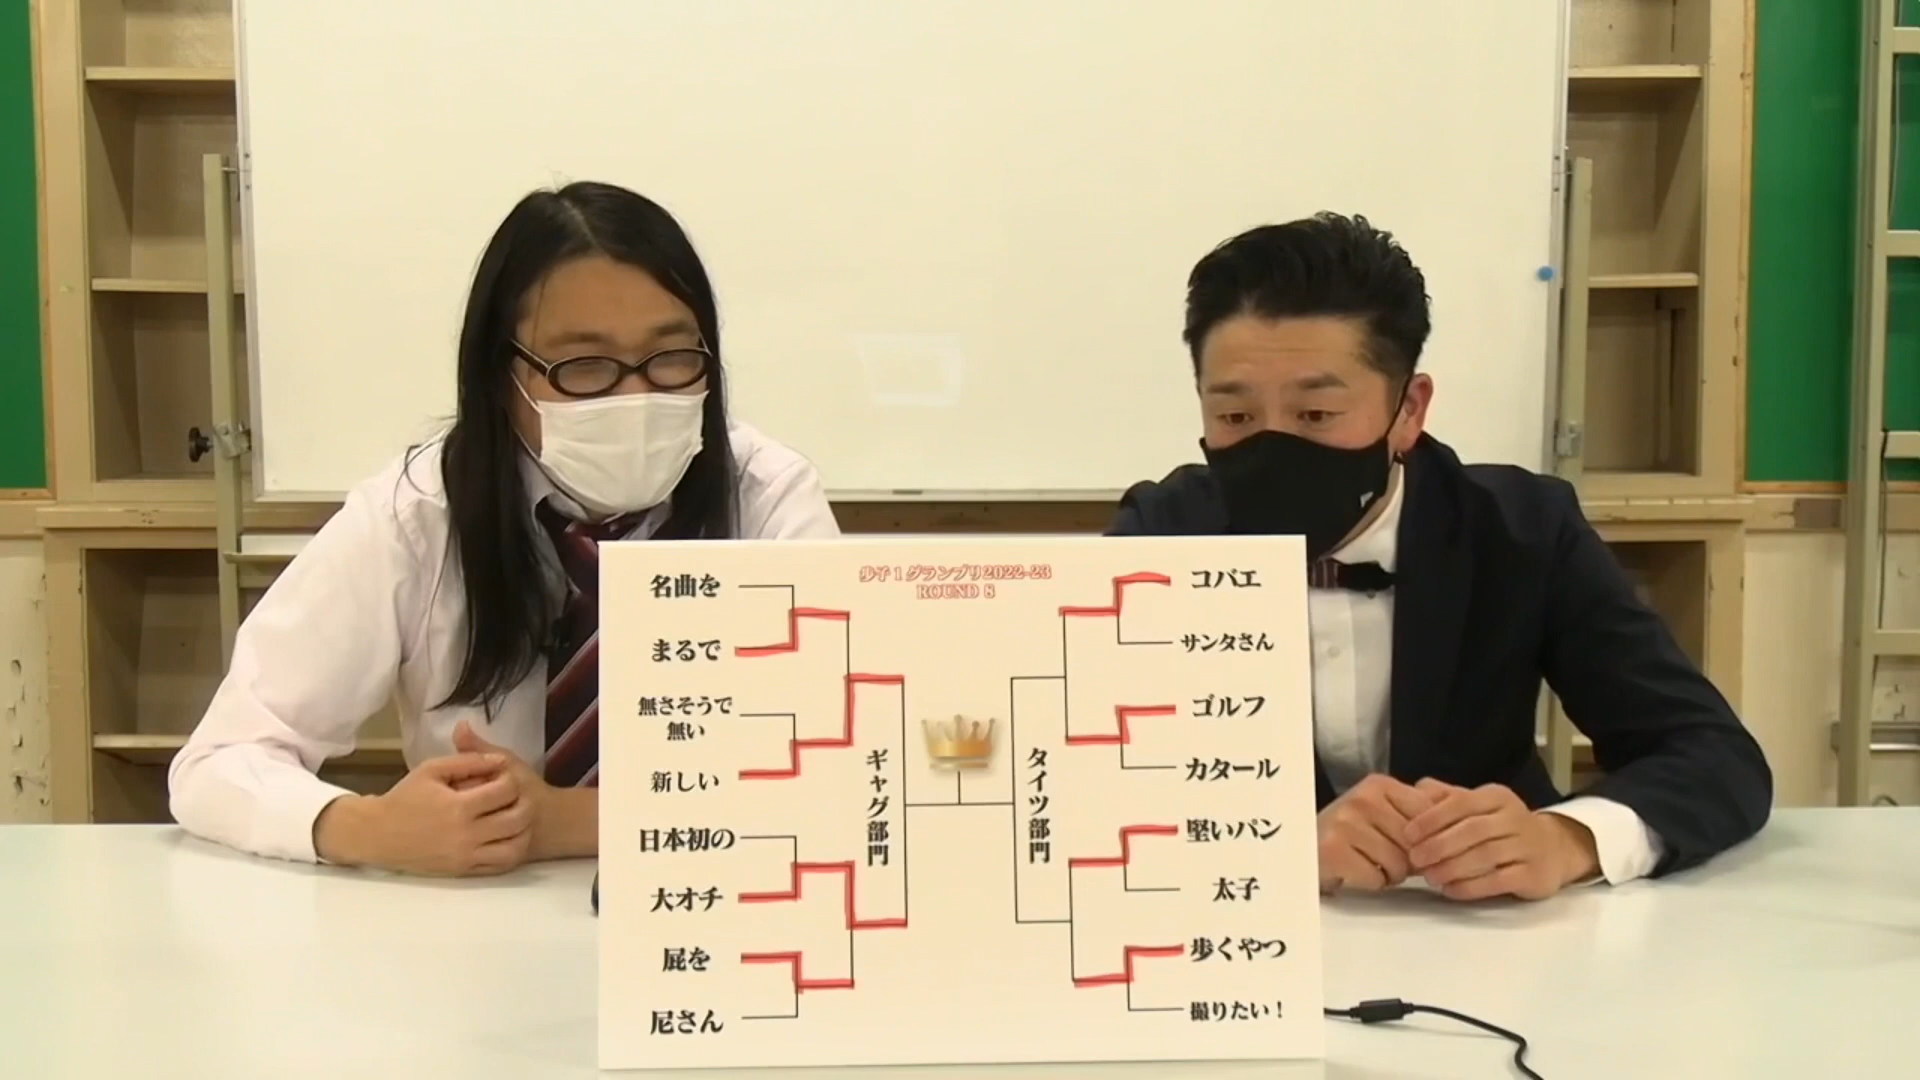 歩子1グランプリ2022-23
ROUND 8
名曲を
まるで
無さそうで
無い
新しい
日本初の
大オチ
屁を
尼さん
ギャグ部門
タイツ部門
コバエ
サンタさん
ゴルフ
カタール
堅いパン
太子
歩くやつ
撮りたい！